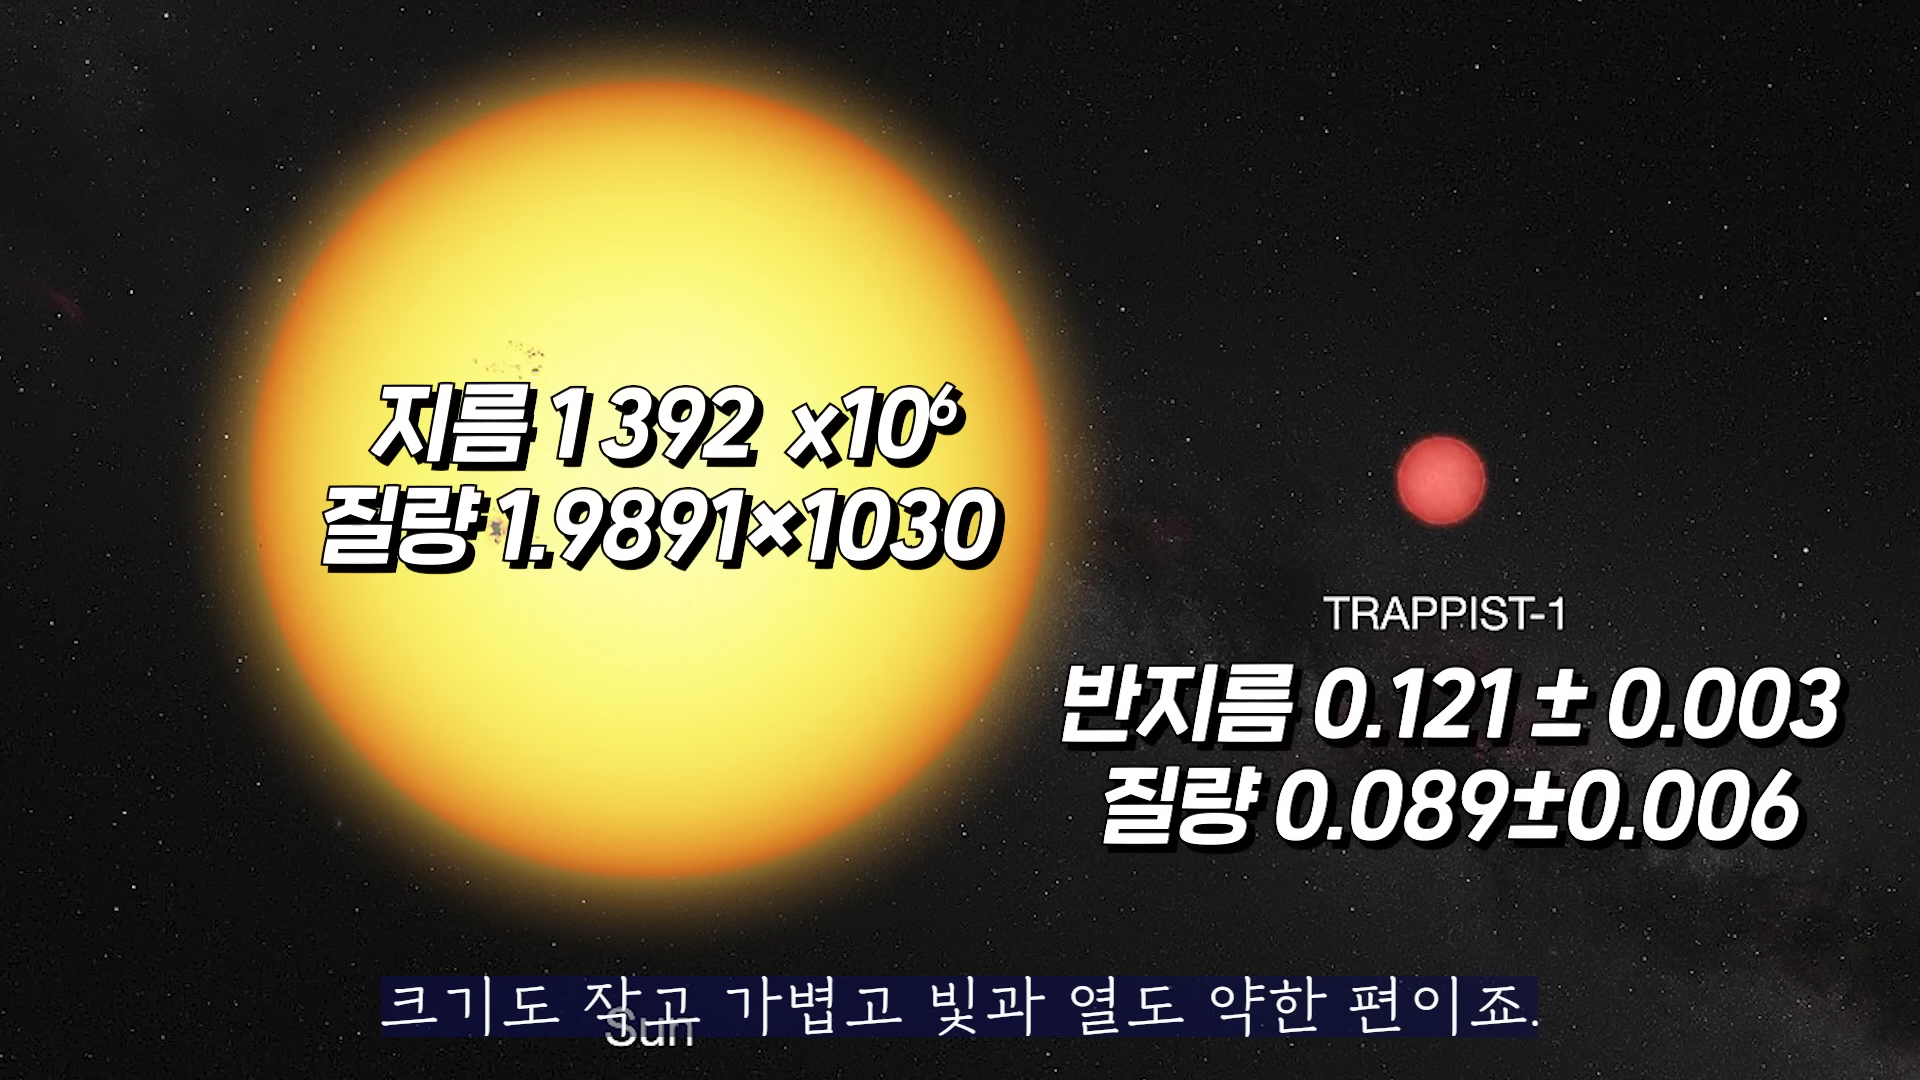 지름 1 392 x10⁶
질량 1.9891×1030
TRAPPIST-1
반지름 0.121 ± 0.003
질량 0.089±0.006
크기도 작고 가볍고 빛과 열도 약한 편이죠.
Sun